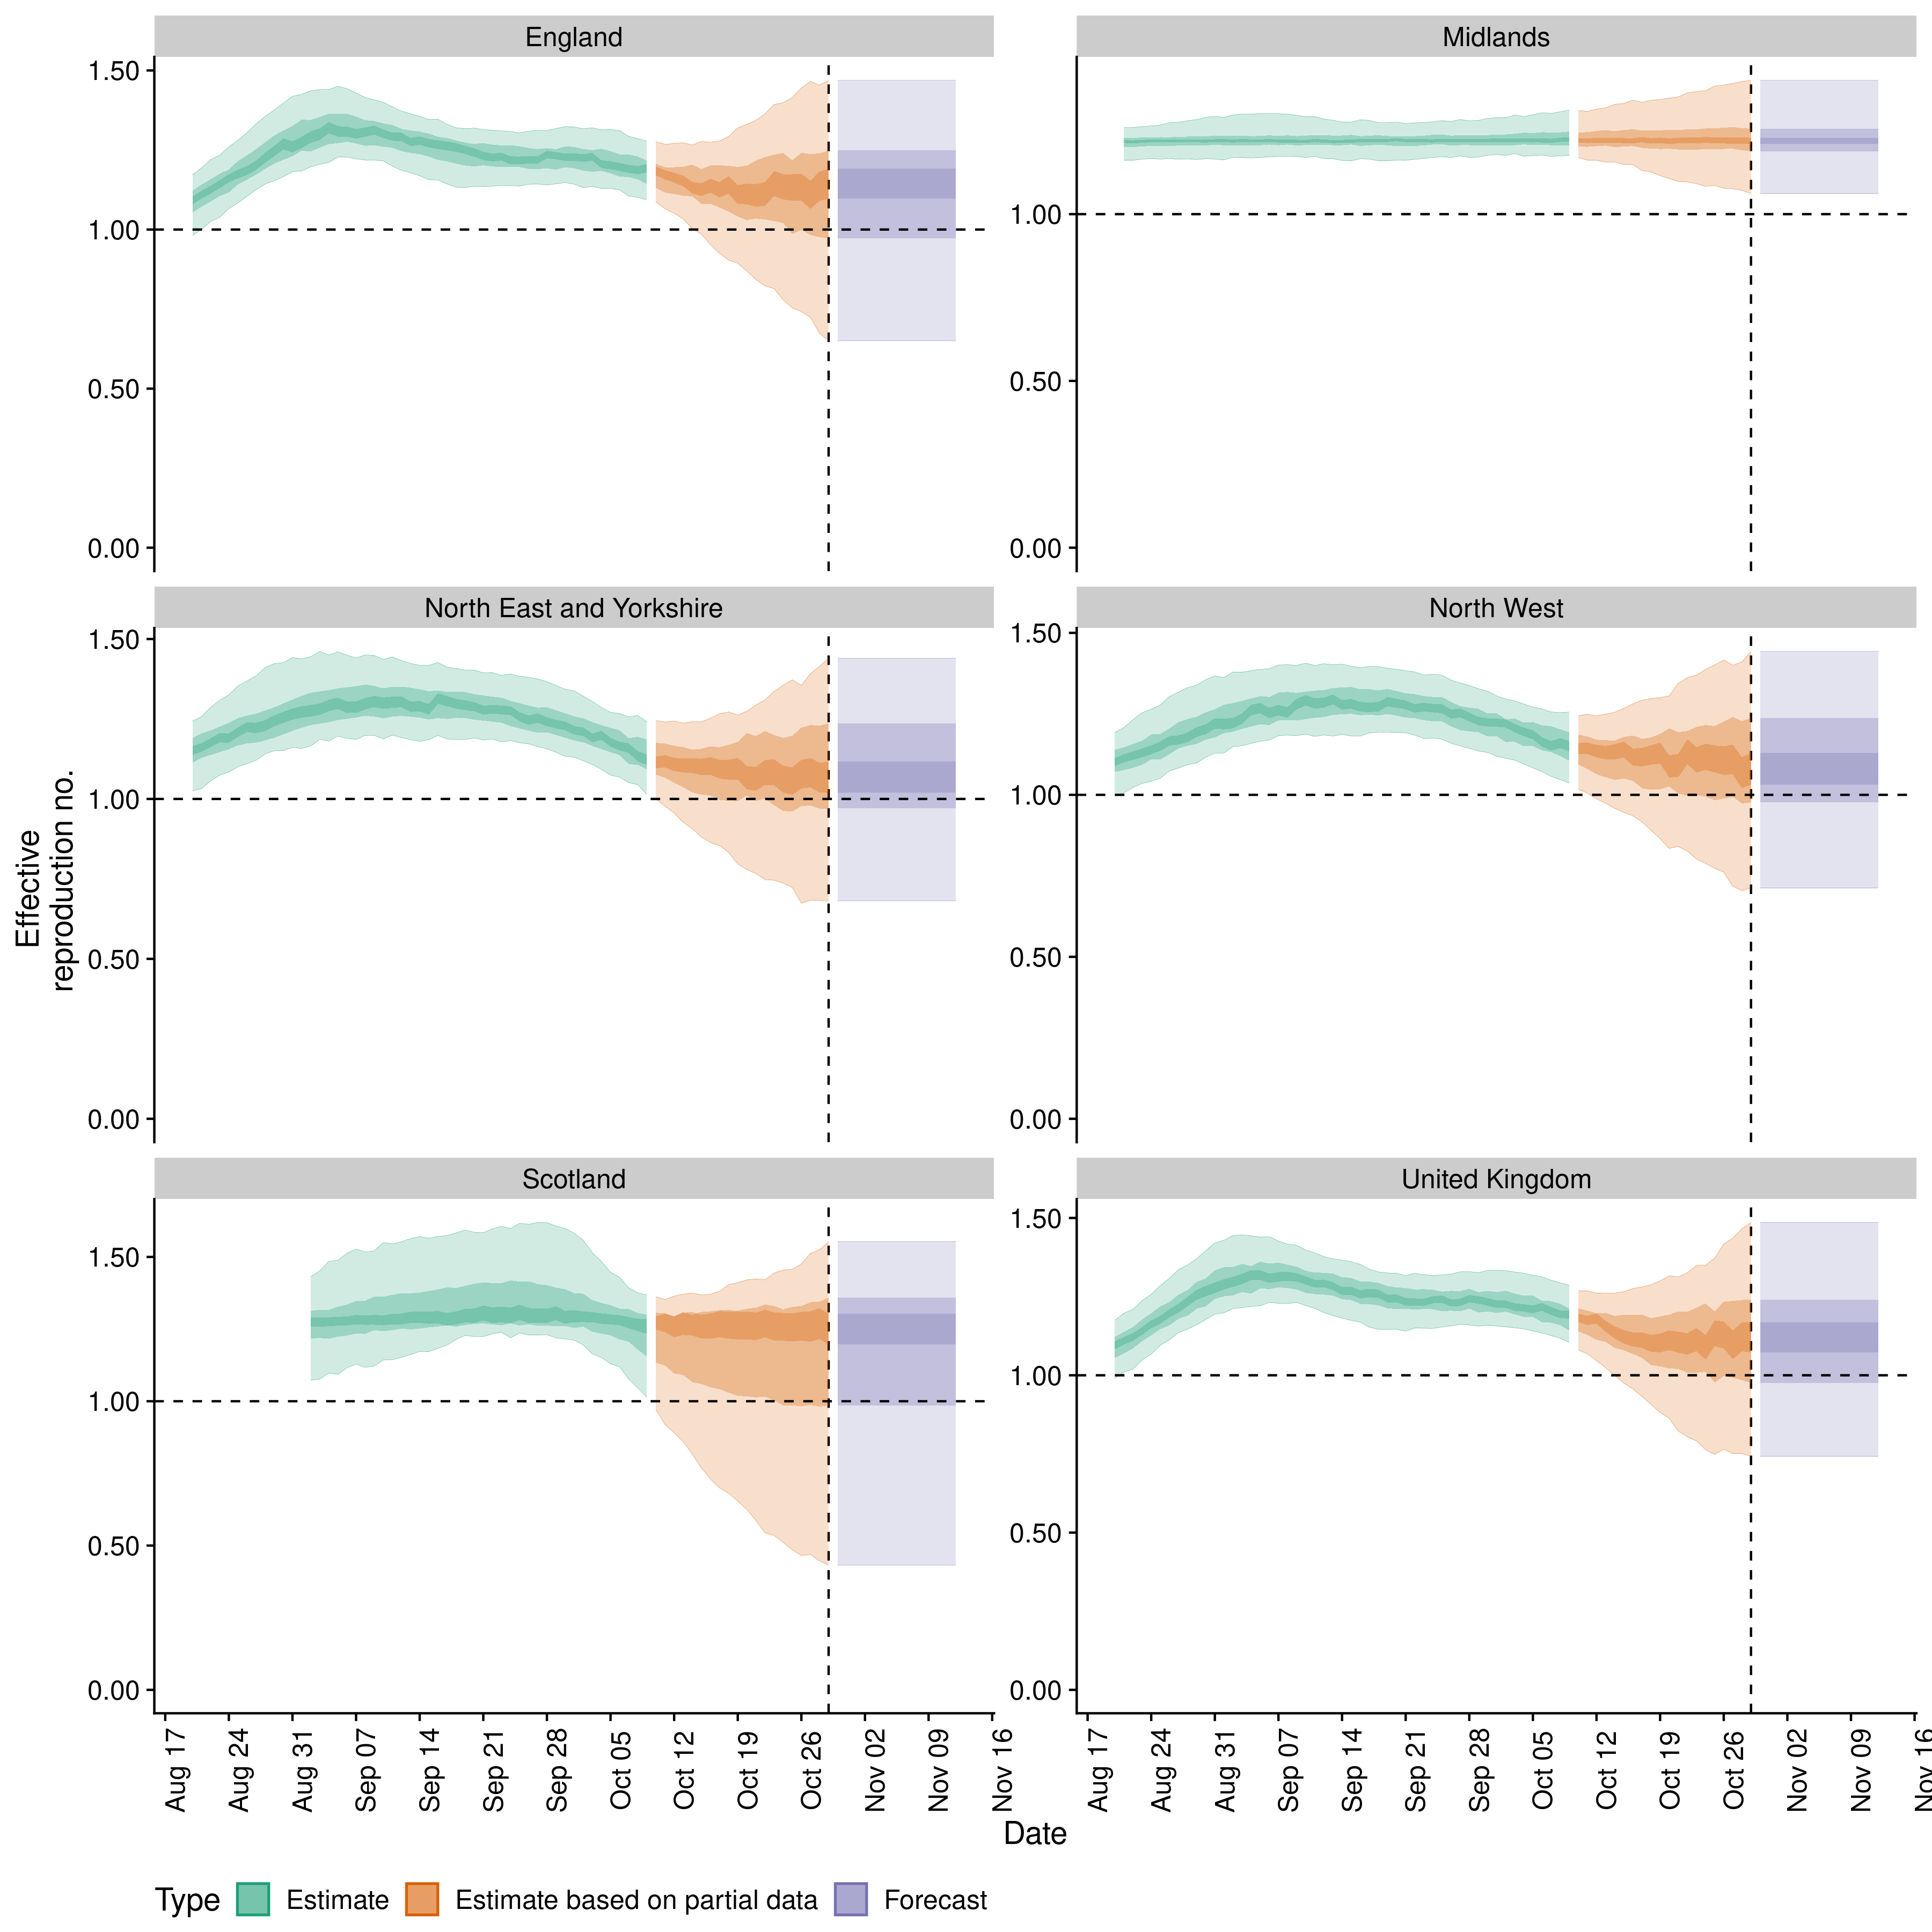 England
Midlands
1.50
1.00
0.50
0.00
1.00
0.50
0.00
North East and Yorkshire
North West
1.50
1.00
0.50
0.00
1.50
1.00
0.50
0.00
Scotland
United Kingdom
1.50
1.00
0.50
0.00
1.50
1.00
0.50
0.00
Effective
reproduction no.
Aug 17
Aug 24
Aug 31
Sep 07
Sep 14
Sep 21
Sep 28
Oct 05
Oct 12
Oct 19
Oct 26
Nov 02
Nov 09
Nov 16
Aug 17
Aug 24
Aug 31
Sep 07
Sep 14
Sep 21
Sep 28
Oct 05
Oct 12
Oct 19
Oct 26
Nov 02
Nov 09
Nov 16
Date
Type Estimate Estimate based on partial data Forecast